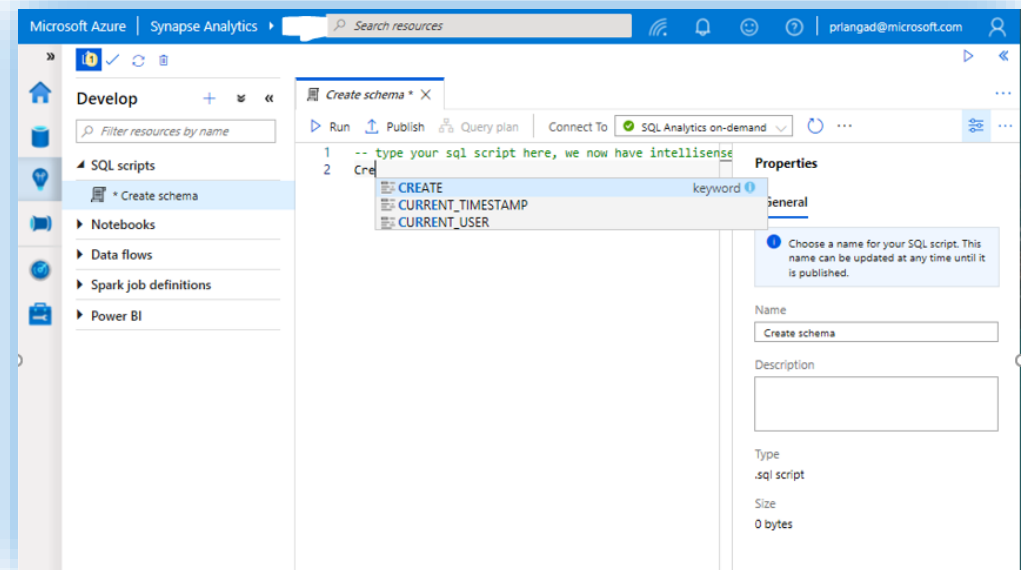 Microsoft Azure | Synapse Analytics
Search resources
prlangad@microsoft.com
1
Develop
Filter resources by name
SQL scripts
* Create schema
Notebooks
Data flows
Spark job definitions
Power BI
Create schema *
Run Publish Query plan Connect To SQL Analytics on-demand
1 -- type your sql script here, we now have intellisense
2 Cre
CREATE keyword
CURRENT_TIMESTAMP
CURRENT_USER
Properties
General
Choose a name for your SQL script. This
name can be updated at any time until it
is published.
Name
Create schema
Description
Type
.sql script
Size
0 bytes